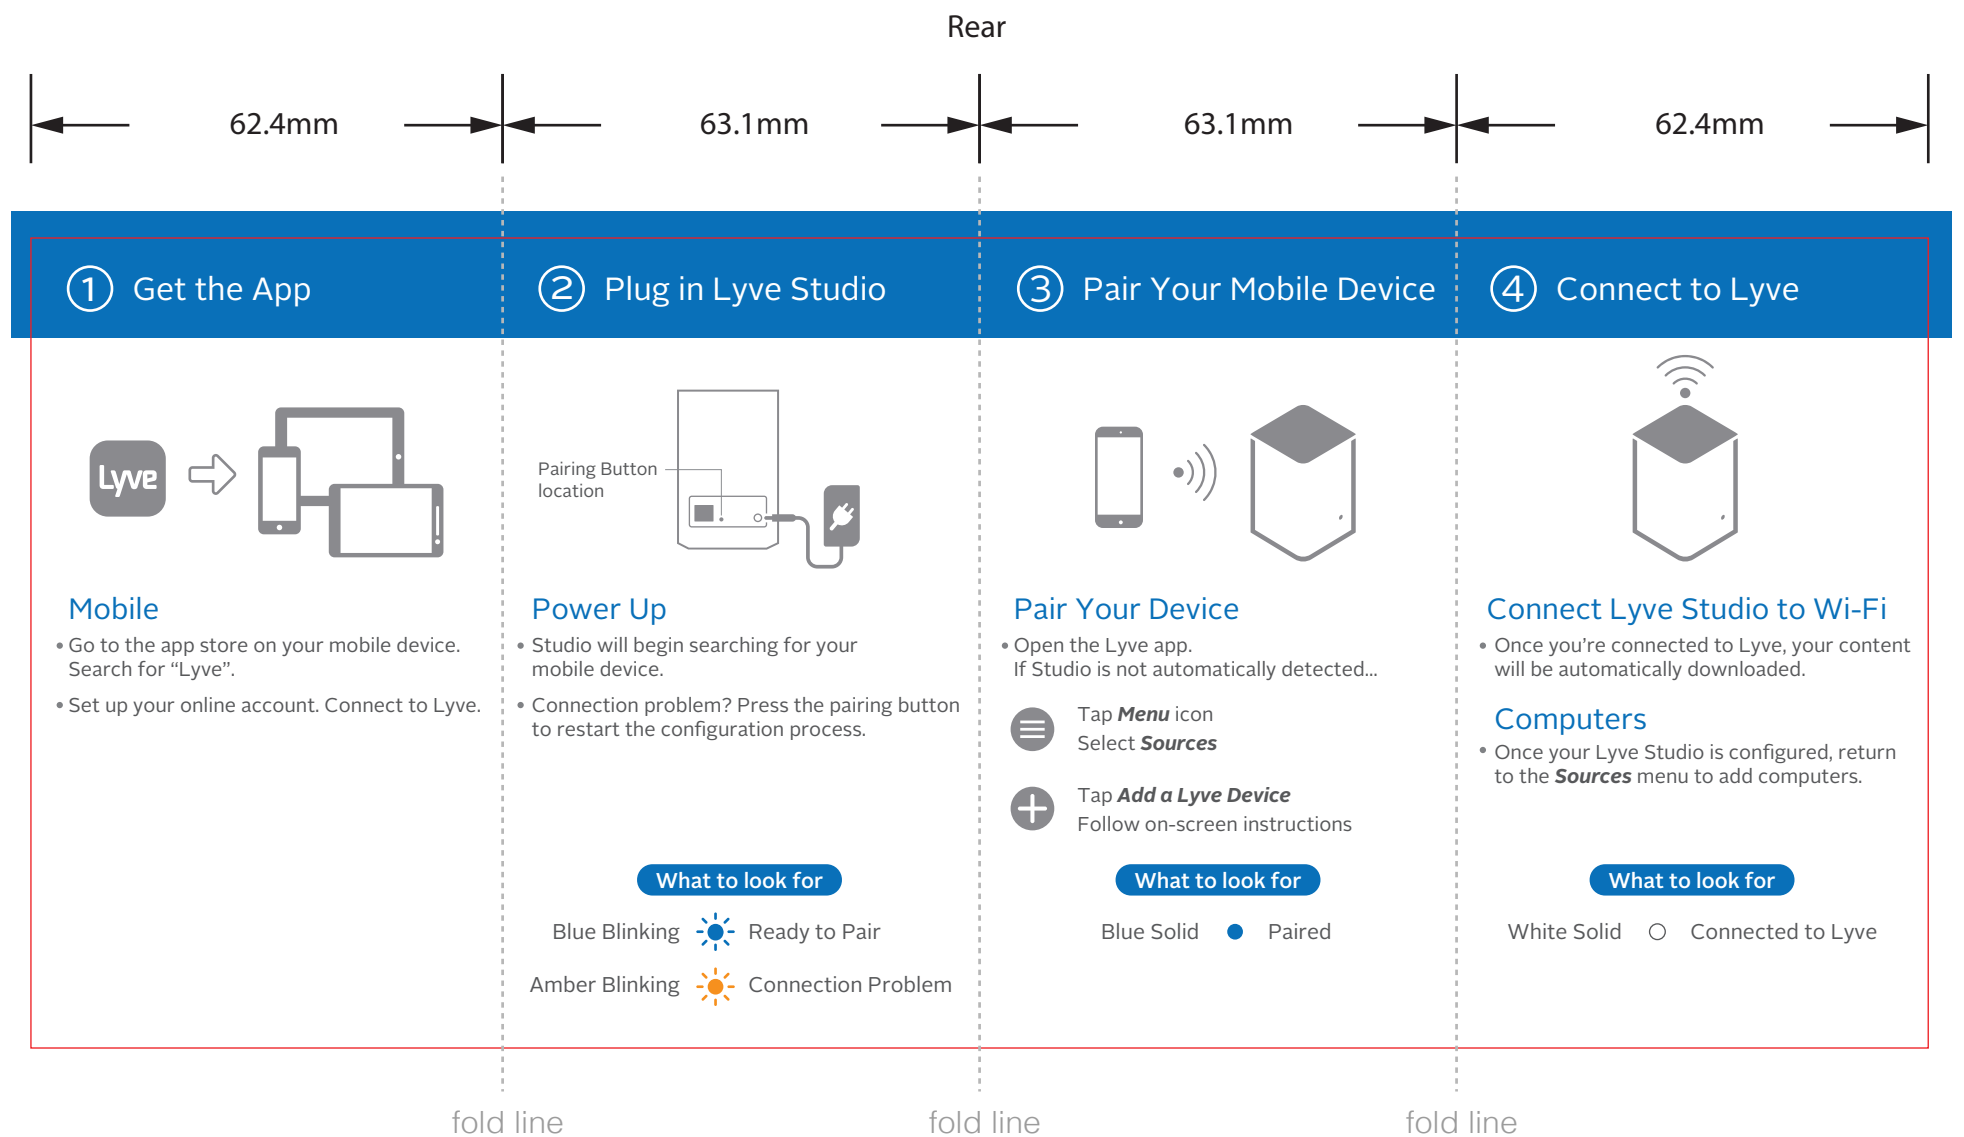 Rear
62.4mm
63.1mm
63.1mm
62.4mm
1 Get the App
Lyve
Mobile
• Go to the app store on your mobile device.
Search for “Lyve”.
• Set up your online account. Connect to Lyve.
2 Plug in Lyve Studio
Pairing Button
location
Power Up
• Studio will begin searching for your
mobile device.
• Connection problem? Press the pairing button
to restart the configuration process.
What to look for
Blue Blinking Ready to Pair
Amber Blinking Connection Problem
3 Pair Your Mobile Device
Pair Your Device
• Open the Lyve app.
If Studio is not automatically detected...
Tap Menu icon
Select Sources
Tap Add a Lyve Device
Follow on-screen instructions
What to look for
Blue Solid Paired
4 Connect to Lyve
Connect Lyve Studio to Wi-Fi
• Once you’re connected to Lyve, your content
will be automatically downloaded.
Computers
• Once your Lyve Studio is configured, return
to the Sources menu to add computers.
What to look for
White Solid Connected to Lyve
fold line
fold line
fold line